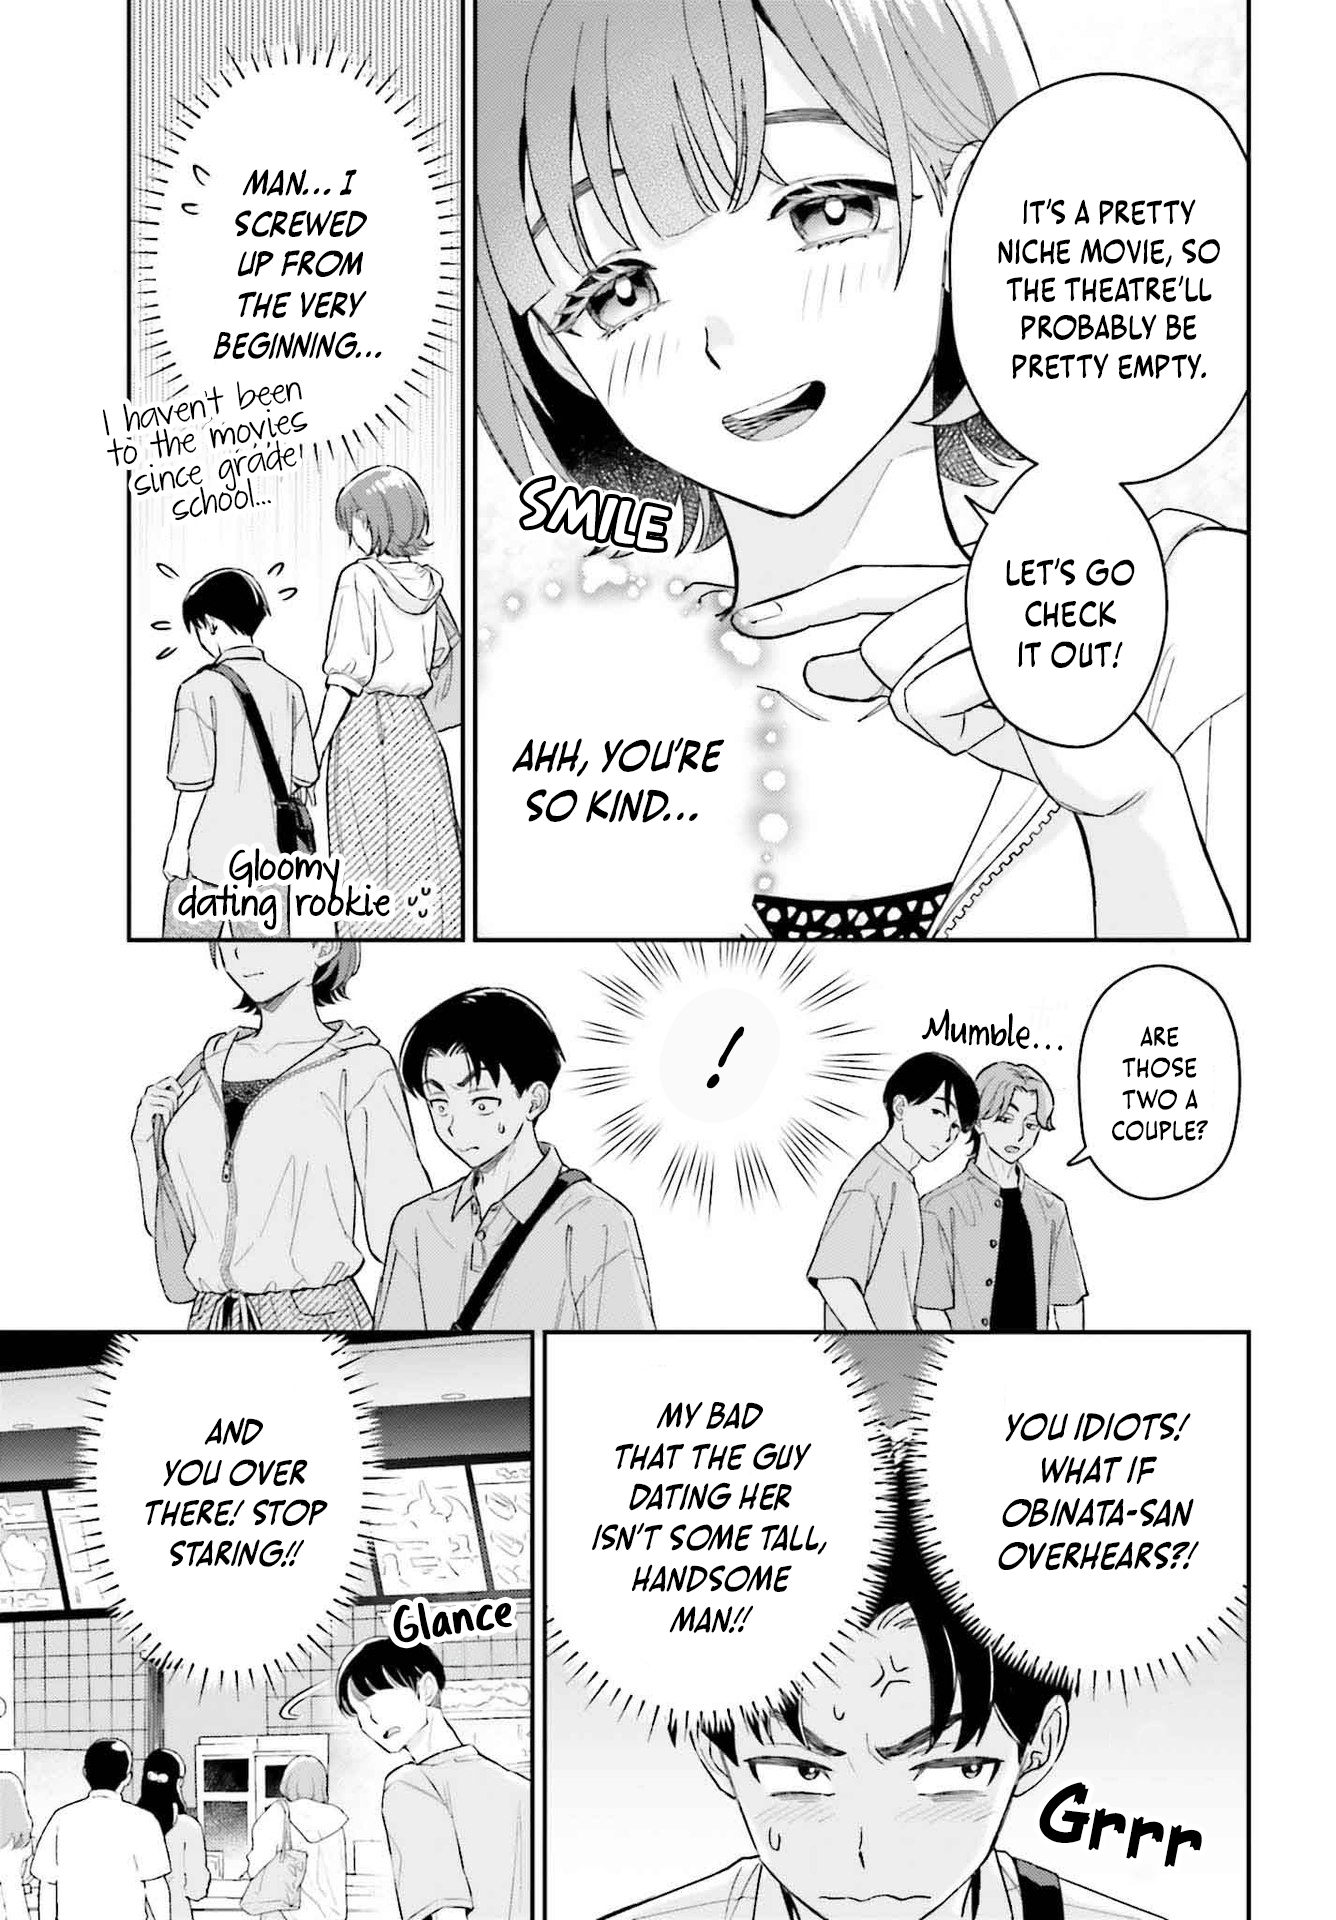 IT'S A PRETTY
NICHE MOVIE, SO
THE THEATRE'LL
PROBABLY BE
PRETTY EMPTY.
LET'S GO
CHECK
IT OUT!
SMILE
AHH, YOU'RE
SO KIND...
MAN... I
SCREWED
UP FROM
THE VERY
BEGINNING...
I haven't been
to the movies
since grade
school...
Gloomy
dating rookie
ARE
THOSE
TWO A
COUPLE?
Mumble...
!
YOU IDIOTS!
WHAT IF
OBINATA-SAN
OVERHEARS?!
MY BAD
THAT THE GUY
DATING HER
ISN'T SOME TALL,
HANDSOME
MAN!!
Grrr
AND
YOU OVER
THERE! STOP
STARING!!
Glance